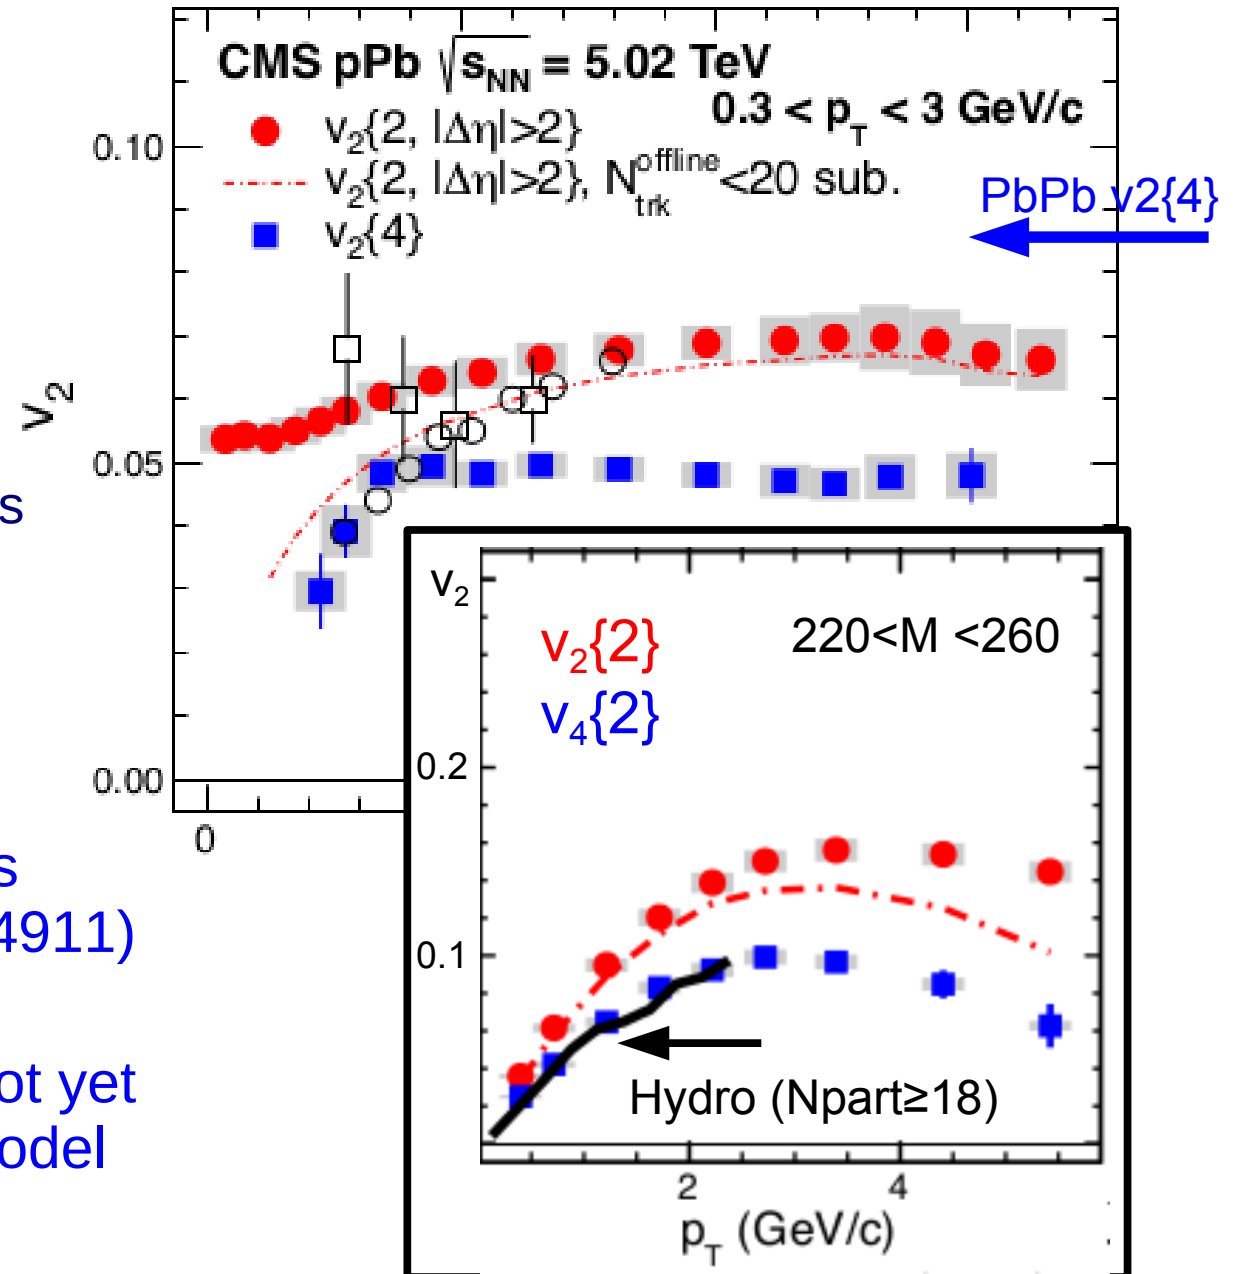 CMS pPb √sNN = 5.02 TeV
0.3 < pT < 3 GeV/c
v2{2, |Δη|>2}
v2{2, |Δη|>2}, Ntrk^offline<20 sub.
v2{4}
PbPb v2{4}
0.10
v2
0.05
s
0.00
0
s
4911)
ot yet
odel
v2
v2{2}
220<M <260
v4{2}
0.2
0.1
Hydro (Npart≥18)
2
4
pT (GeV/c)